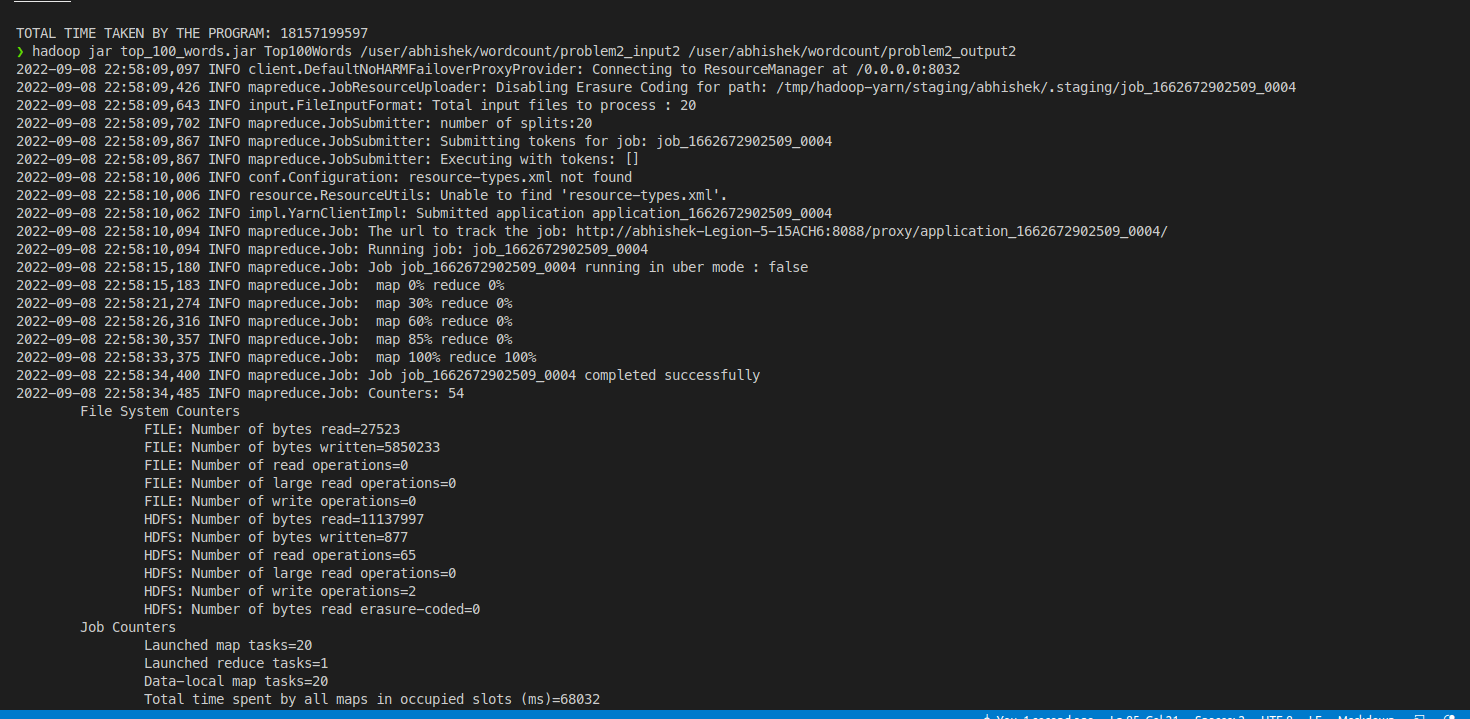 TOTAL TIME TAKEN BY THE PROGRAM: 18157199597
❯ hadoop jar top_100_words.jar Top100Words /user/abhishek/wordcount/problem2_input2 /user/abhishek/wordcount/problem2_output2
2022-09-08 22:58:09,097 INFO client.DefaultNoHARMFailoverProxyProvider: Connecting to ResourceManager at /0.0.0.0:8032
2022-09-08 22:58:09,426 INFO mapreduce.JobResourceUploader: Disabling Erasure Coding for path: /tmp/hadoop-yarn/staging/abhishek/.staging/job_1662672902509_0004
2022-09-08 22:58:09,643 INFO input.FileInputFormat: Total input files to process : 20
2022-09-08 22:58:09,702 INFO mapreduce.JobSubmitter: number of splits:20
2022-09-08 22:58:09,867 INFO mapreduce.JobSubmitter: Submitting tokens for job: job_1662672902509_0004
2022-09-08 22:58:09,867 INFO mapreduce.JobSubmitter: Executing with tokens: []
2022-09-08 22:58:10,006 INFO conf.Configuration: resource-types.xml not found
2022-09-08 22:58:10,006 INFO resource.ResourceUtils: Unable to find 'resource-types.xml'.
2022-09-08 22:58:10,062 INFO impl.YarnClientImpl: Submitted application application_1662672902509_0004
2022-09-08 22:58:10,094 INFO mapreduce.Job: The url to track the job: http://abhishek-Legion-5-15ACH6:8088/proxy/application_1662672902509_0004/
2022-09-08 22:58:10,094 INFO mapreduce.Job: Running job: job_1662672902509_0004
2022-09-08 22:58:15,180 INFO mapreduce.Job: Job job_1662672902509_0004 running in uber mode : false
2022-09-08 22:58:15,183 INFO mapreduce.Job:  map 0% reduce 0%
2022-09-08 22:58:21,274 INFO mapreduce.Job:  map 30% reduce 0%
2022-09-08 22:58:26,316 INFO mapreduce.Job:  map 60% reduce 0%
2022-09-08 22:58:30,357 INFO mapreduce.Job:  map 85% reduce 0%
2022-09-08 22:58:33,375 INFO mapreduce.Job:  map 100% reduce 100%
2022-09-08 22:58:34,400 INFO mapreduce.Job: Job job_1662672902509_0004 completed successfully
2022-09-08 22:58:34,485 INFO mapreduce.Job: Counters: 54
File System Counters
FILE: Number of bytes read=27523
FILE: Number of bytes written=5850233
FILE: Number of read operations=0
FILE: Number of large read operations=0
FILE: Number of write operations=0
HDFS: Number of bytes read=11137997
HDFS: Number of bytes written=877
HDFS: Number of read operations=65
HDFS: Number of large read operations=0
HDFS: Number of write operations=2
HDFS: Number of bytes read erasure-coded=0
Job Counters
Launched map tasks=20
Launched reduce tasks=1
Data-local map tasks=20
Total time spent by all maps in occupied slots (ms)=68032